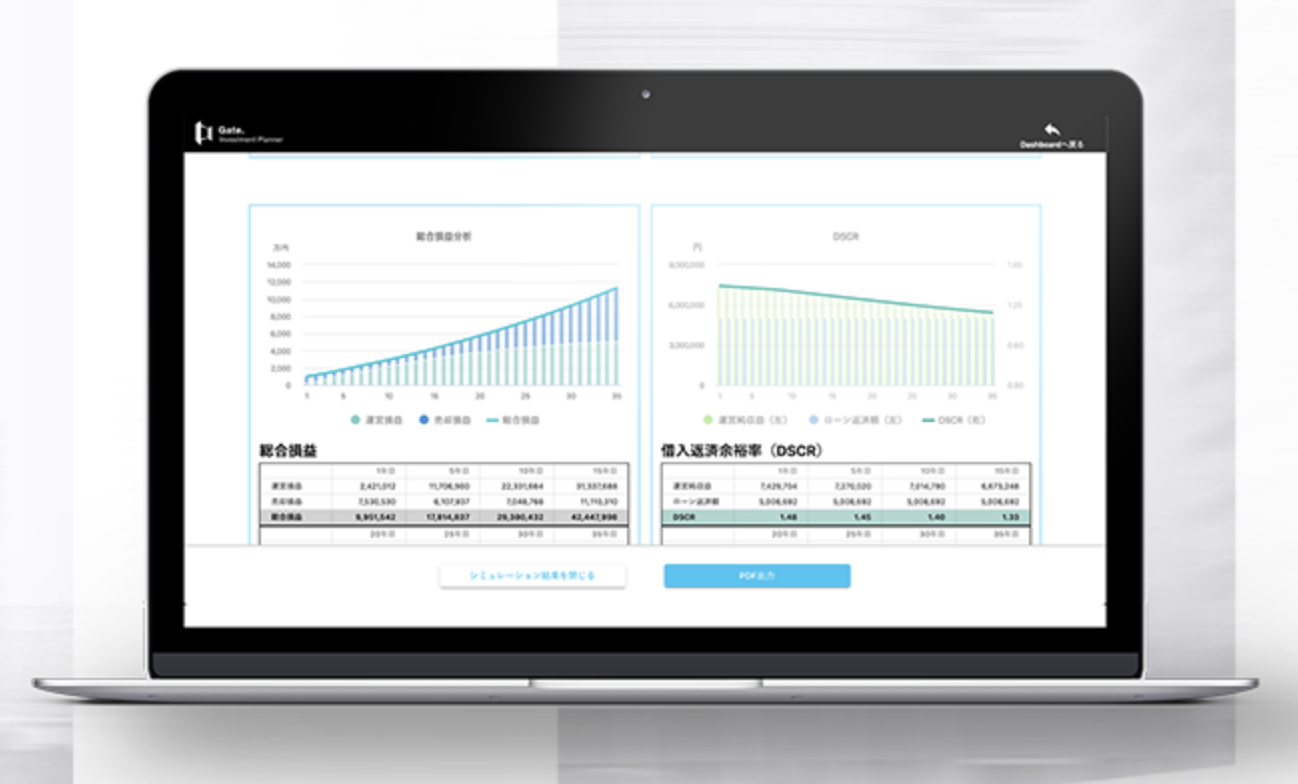 Gate.
Investment Planner
Dashboardへ戻る
総合損益分析
万円
14,000
12,000
10,000
8,000
6,000
4,000
2,000
0
1 5 10 15 20 25 30 35
運営損益 売却損益 総合損益
DSCR
円
9,000,000 1.80
6,000,000 1.20
3,000,000 0.60
0 0.00
1 5 10 15 20 25 30 35
運営純収益（左） ローン返済額（左） DSCR（右）
総合損益
1年目 5年目 10年目 15年目
運営損益 2,421,012 11,706,900 22,331,664 31,337,688
売却損益 7,530,530 6,107,937 7,048,768 11,110,310
総合損益 9,951,542 17,814,837 29,380,432 42,447,998
20年目 25年目 30年目 35年目
借入返済余裕率（DSCR）
1年目 5年目 10年目 15年目
運営純収益 7,429,704 7,270,020 7,014,780 6,673,248
ローン返済額 5,008,692 5,008,692 5,008,692 5,008,692
DSCR 1.48 1.45 1.40 1.33
20年目 25年目 30年目 35年目
シミュレーション結果を閉じる
PDF出力